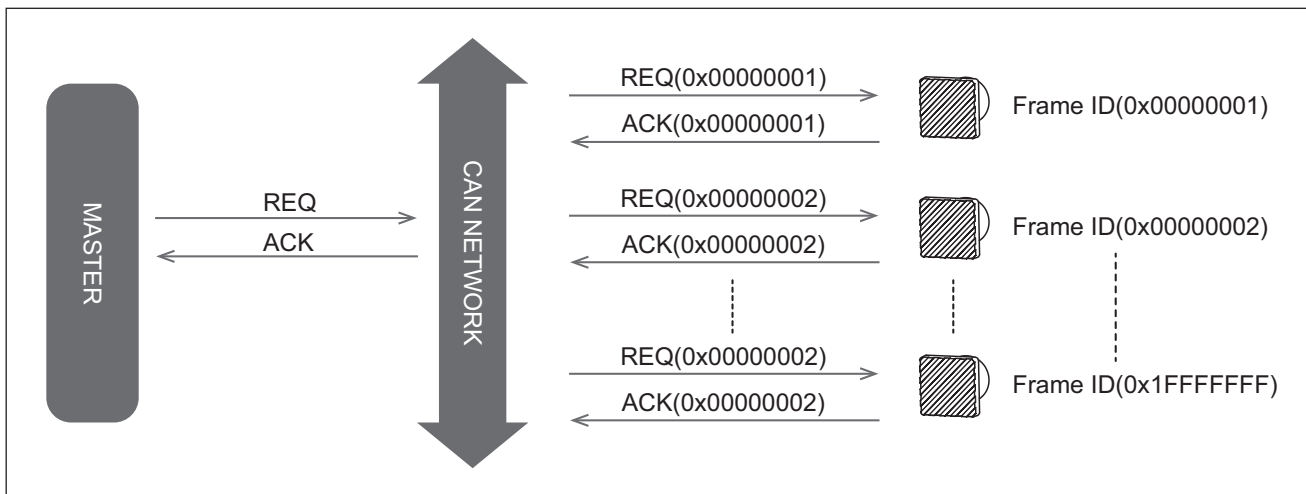 MASTER
REQ
ACK
CAN NETWORK
REQ(0x00000001)
ACK(0x00000001)
Frame ID(0x00000001)
REQ(0x00000002)
ACK(0x00000002)
Frame ID(0x00000002)
REQ(0x00000002)
ACK(0x00000002)
Frame ID(0x1FFFFFFF)